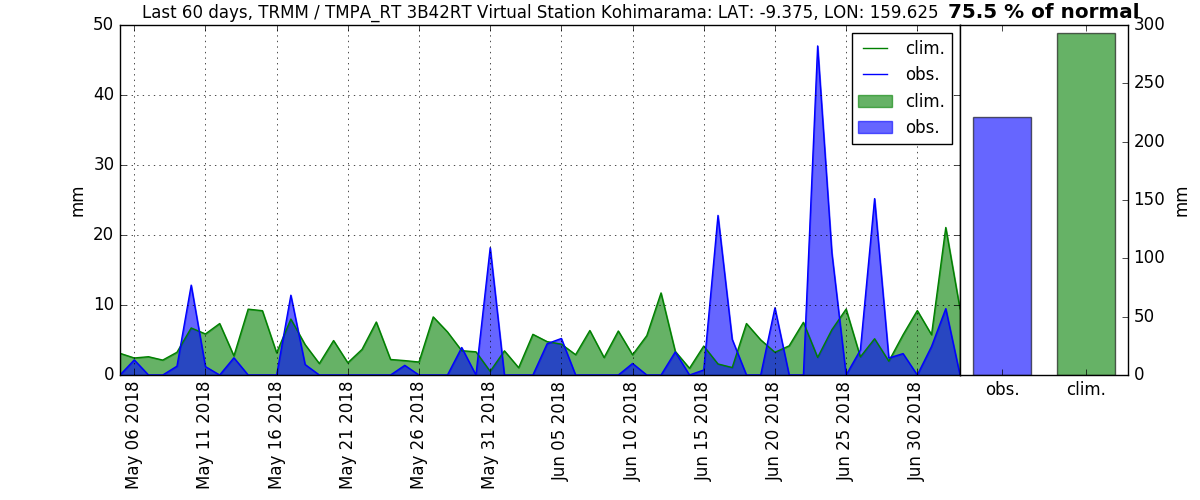 Last 60 days, TRMM / TMPA_RT 3B42RT Virtual Station Kohimarama: LAT: -9.375, LON: 159.625 75.5 % of normal
50
40
30
20
10
0
mm
clim.
obs.
clim.
obs.
300
250
200
150
100
50
0
mm
May 06 2018
May 11 2018
May 16 2018
May 21 2018
May 26 2018
May 31 2018
Jun 05 2018
Jun 10 2018
Jun 15 2018
Jun 20 2018
Jun 25 2018
Jun 30 2018
obs.
clim.